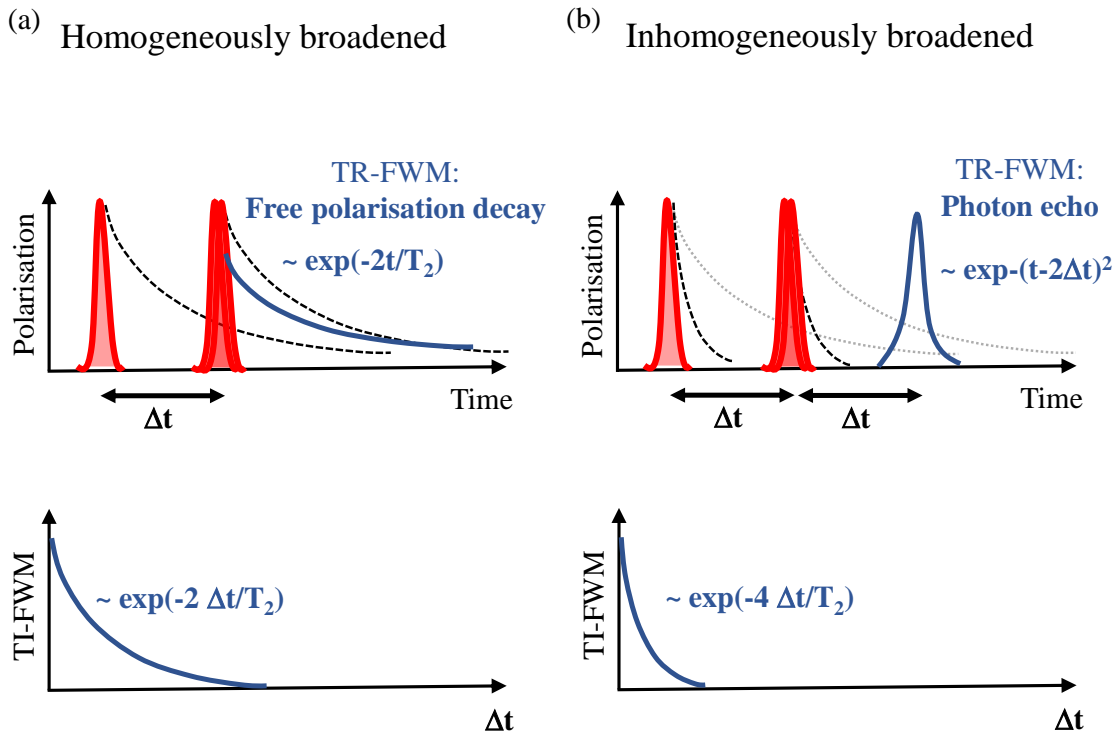 (a) Homogeneously broadened
Polarisation
TR-FWM:
Free polarisation decay
~ exp(-2t/T₂)
Time
Δt
TI-FWM
~ exp(-2 Δt/T₂)
Δt
(b) Inhomogeneously broadened
Polarisation
TR-FWM:
Photon echo
~ exp-(t-2Δt)²
Time
Δt
Δt
TI-FWM
~ exp(-4 Δt/T₂)
Δt